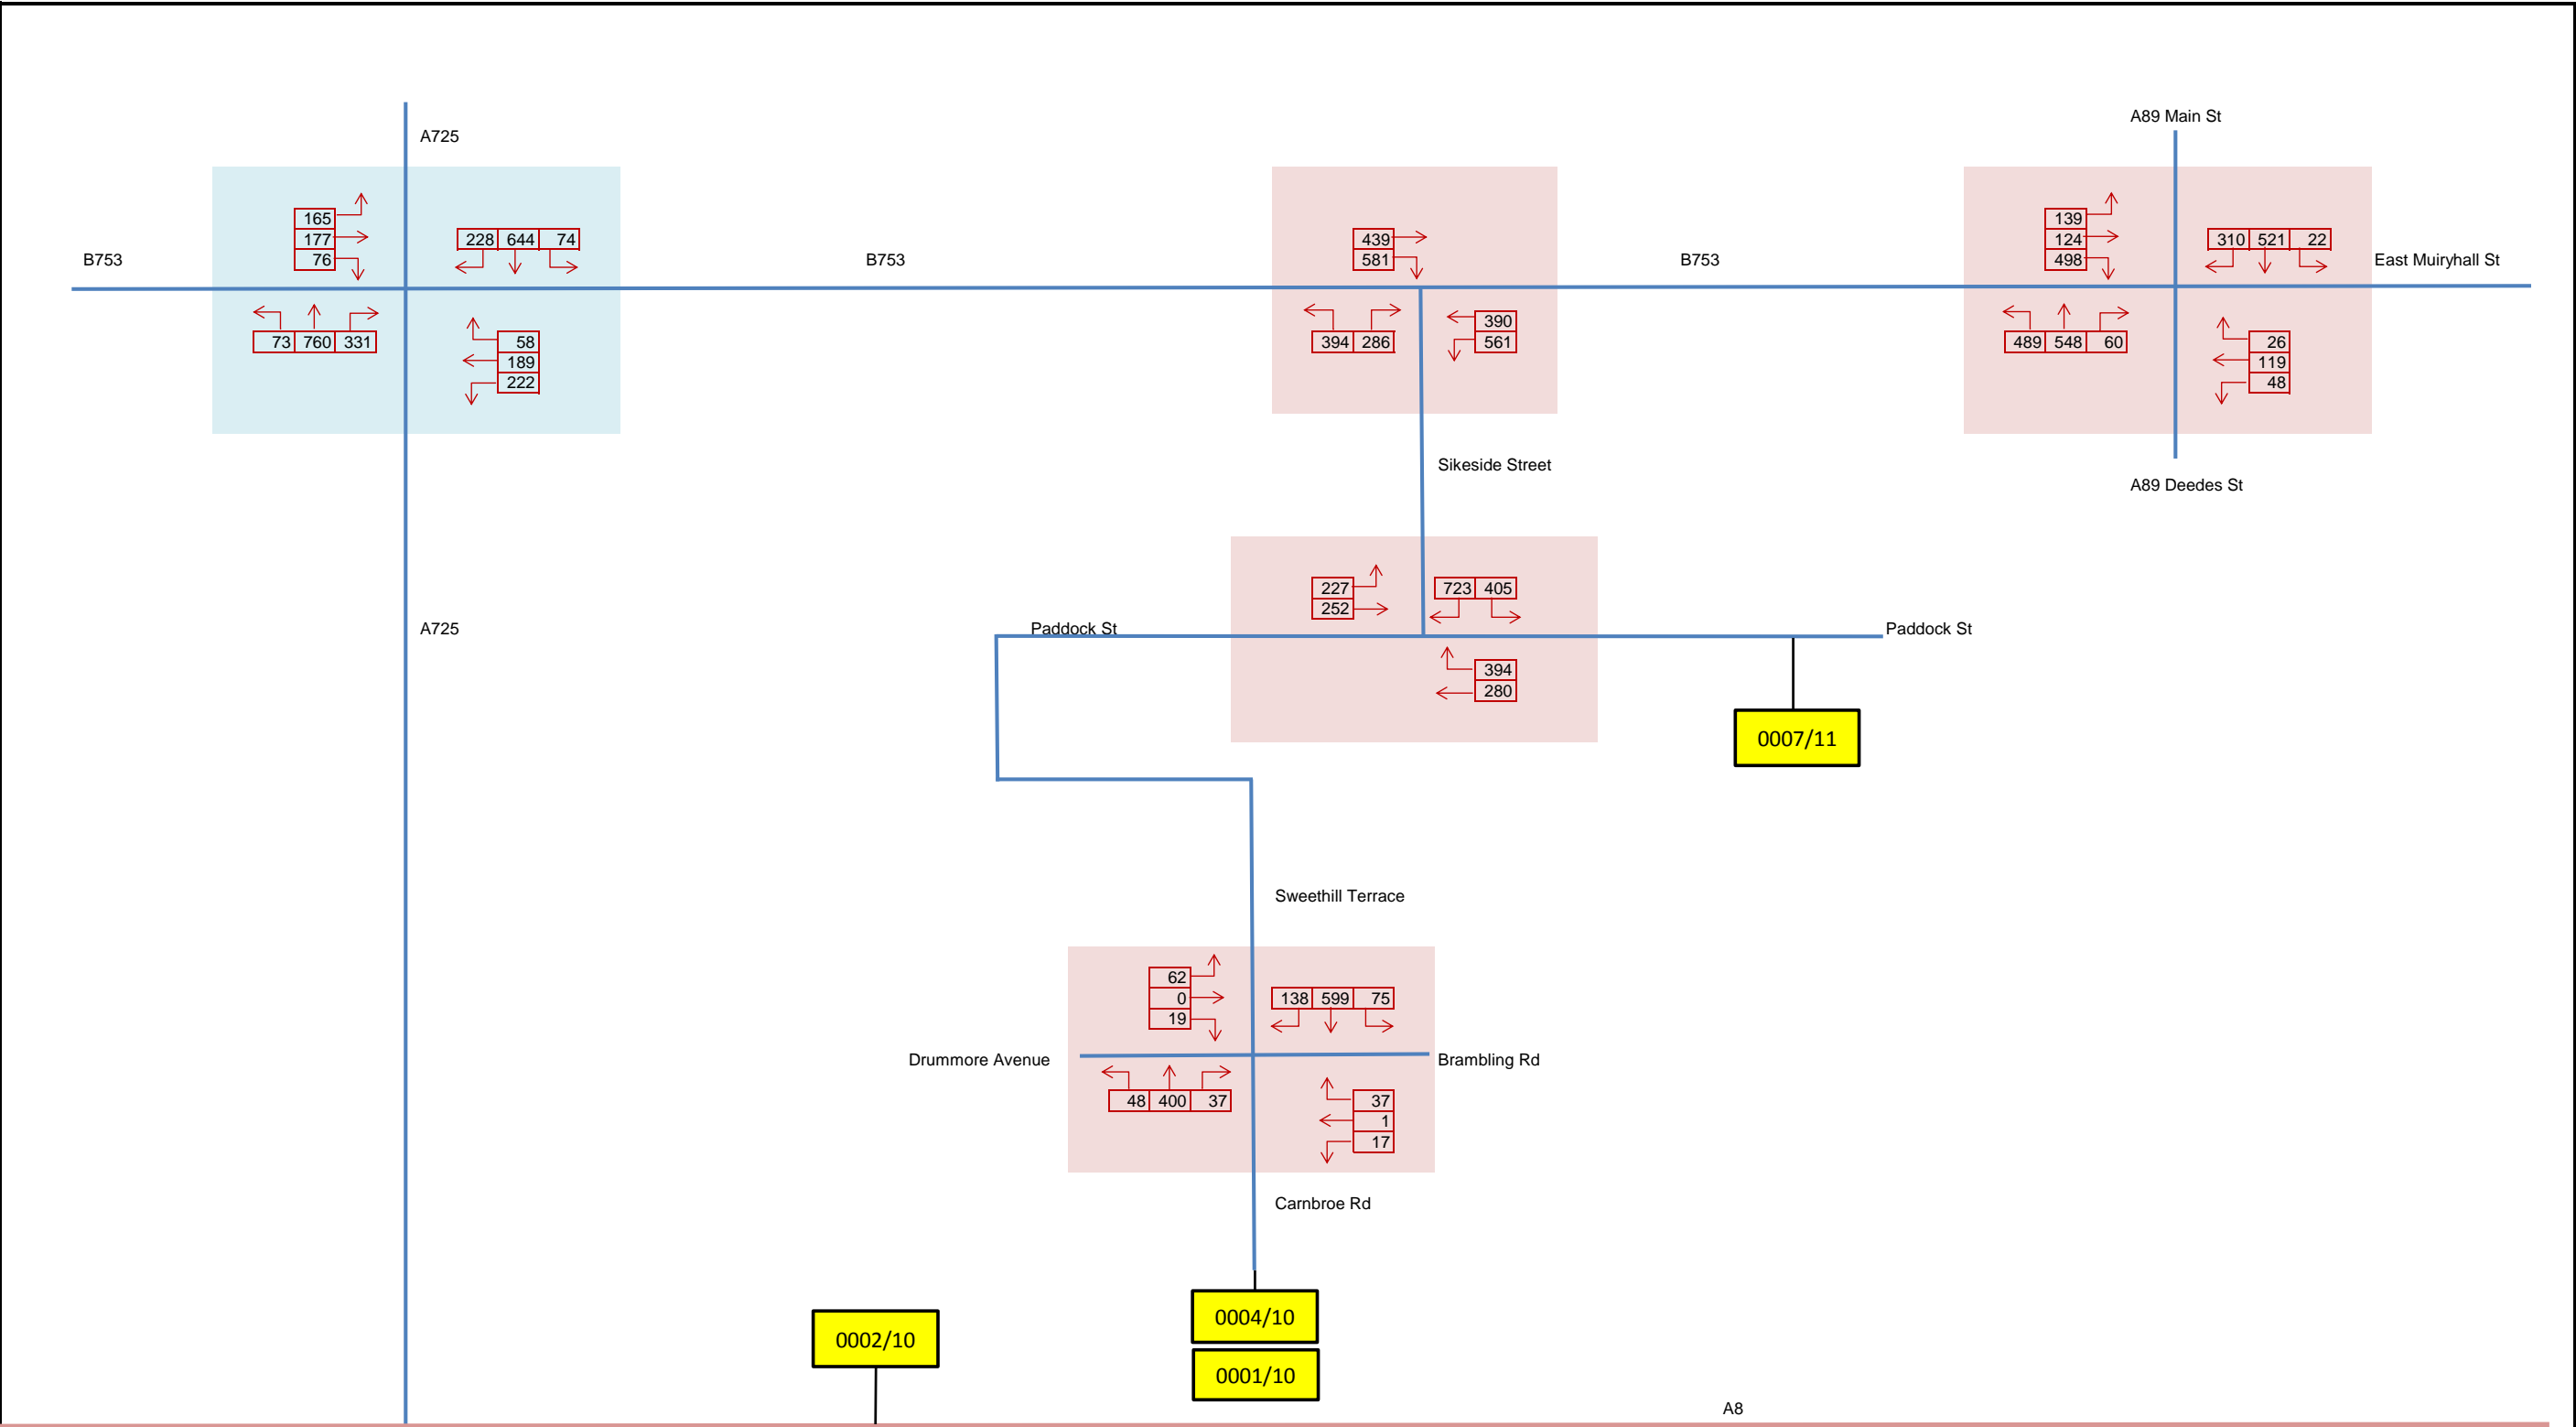 A725
A89 Main St
165
177
76
228 644 74
439
581
139
124
498
310 521 22
B753
B753
B753
East Muiryhall St
73 760 331
58
189
222
394 286
390
561
489 548 60
26
119
48
Sikeside Street
A89 Deedes St
227
252
723 405
A725
Paddock St
Paddock St
394
280
0007/11
Sweethill Terrace
62
0
19
138 599 75
Drummore Avenue
Brambling Rd
48 400 37
37
1
17
Carnbroe Rd
0004/10
0002/10
0001/10
A8